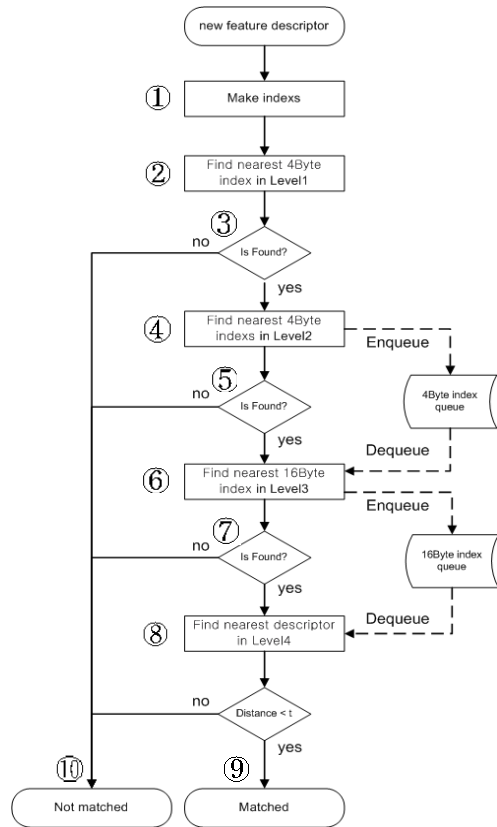 new feature descriptor
①
Make indexs
②
Find nearest 4Byte
index in Level1
③
no
Is Found?
yes
④
Find nearest 4Byte
indexs in Level2
Enqueue
⑤
4Byte index
queue
no
Is Found?
yes
Dequeue
⑥
Find nearest 16Byte
index in Level3
Enqueue
⑦
no
Is Found?
16Byte index
queue
yes
Dequeue
⑧
Find nearest descriptor
in Level4
no
Distance < t
yes
⑩
⑨
Not matched
Matched